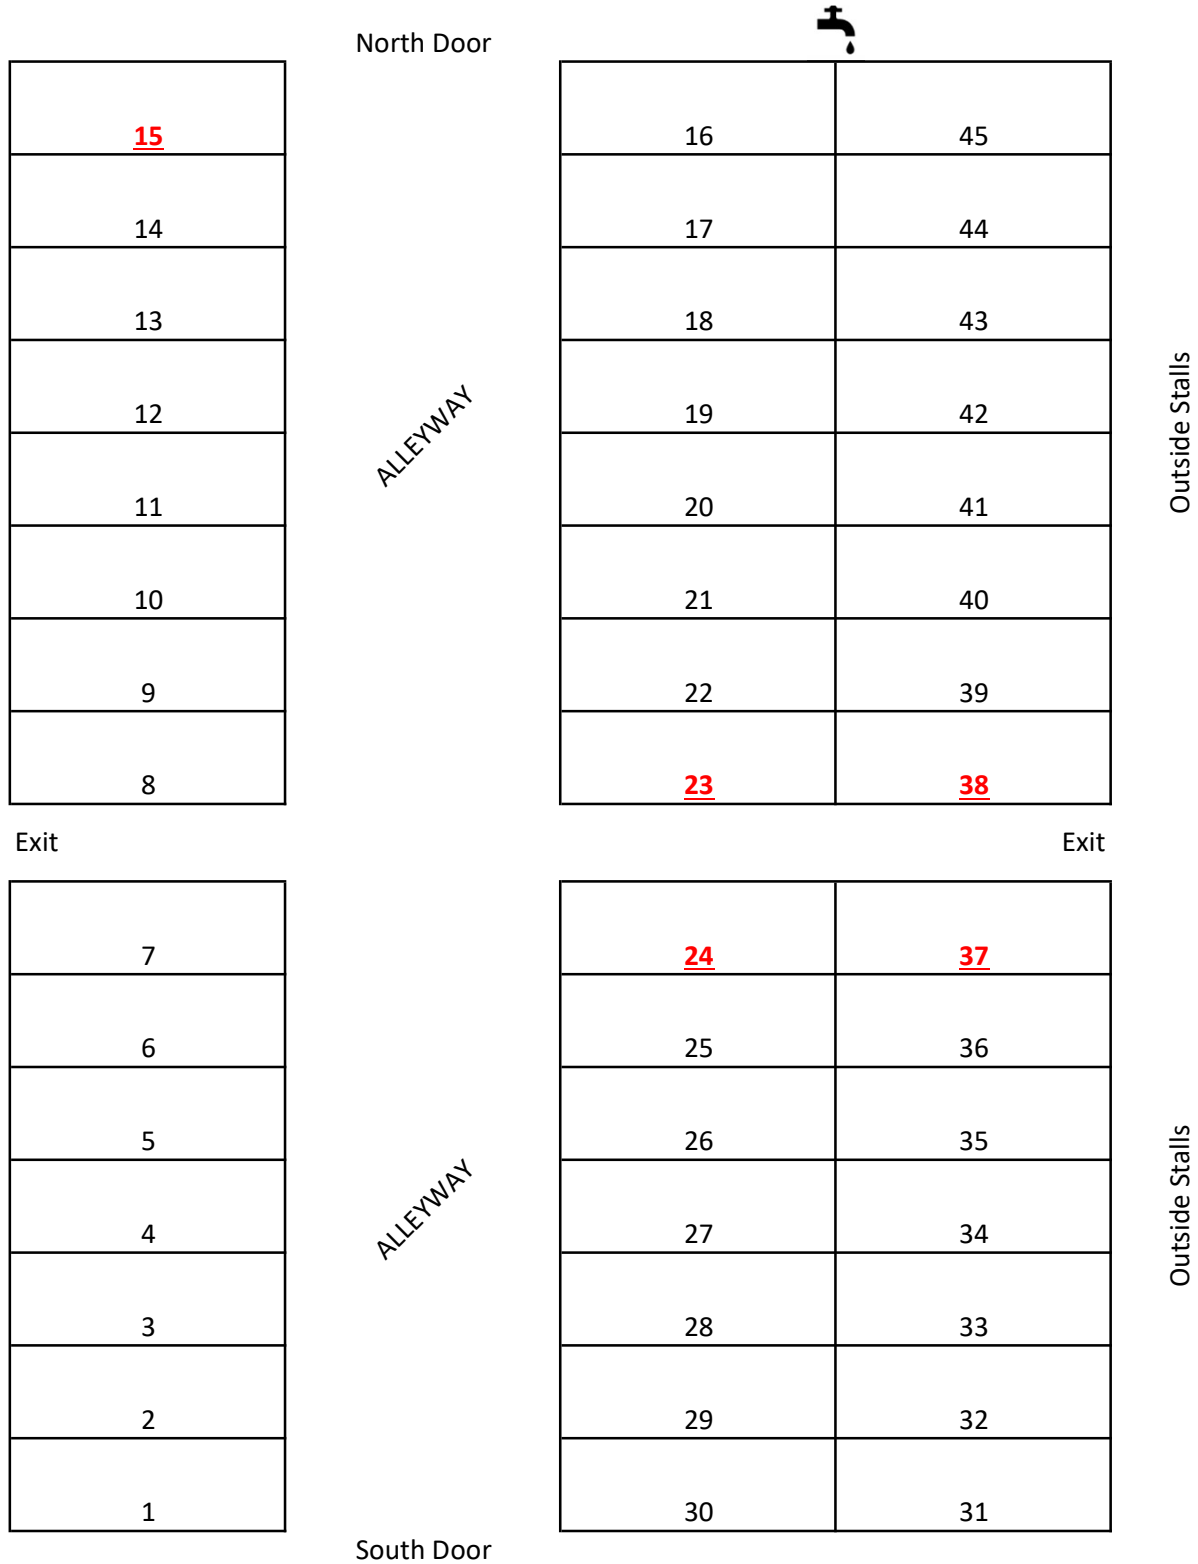 North Door
15 16 45
14 17 44
13 18 43
12 19 42
11 20 41
10 21 40
9 22 39
8 23 38
ALLEYWAY
Outside Stalls
Exit Exit
7 24 37
6 25 36
5 26 35
4 27 34
3 28 33
2 29 32
1 30 31
ALLEYWAY
Outside Stalls
South Door